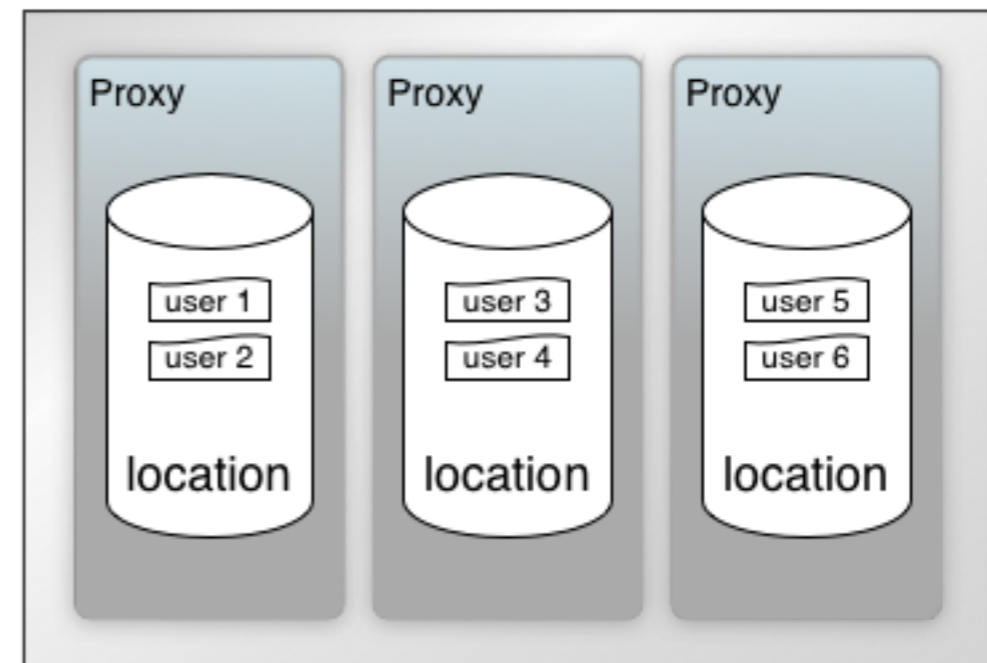 Proxy
user 1
user 2
location
Proxy
user 3
user 4
location
Proxy
user 5
user 6
location